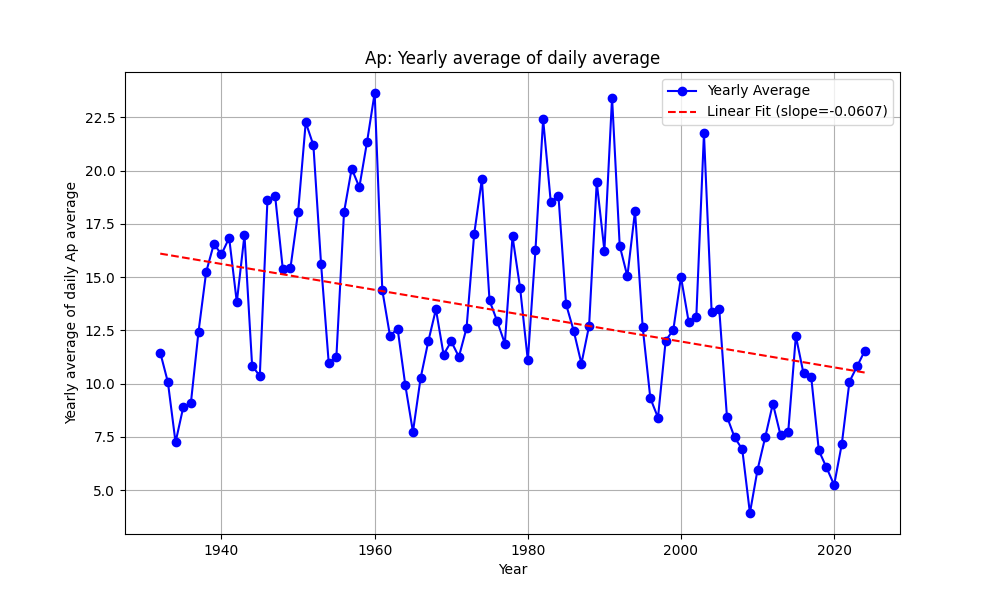 Ap: Yearly average of daily average
Yearly Average
Linear Fit (slope=-0.0607)
Yearly average of daily Ap average
22.5
20.0
17.5
15.0
12.5
10.0
7.5
5.0
1940 1960 1980 2000 2020
Year